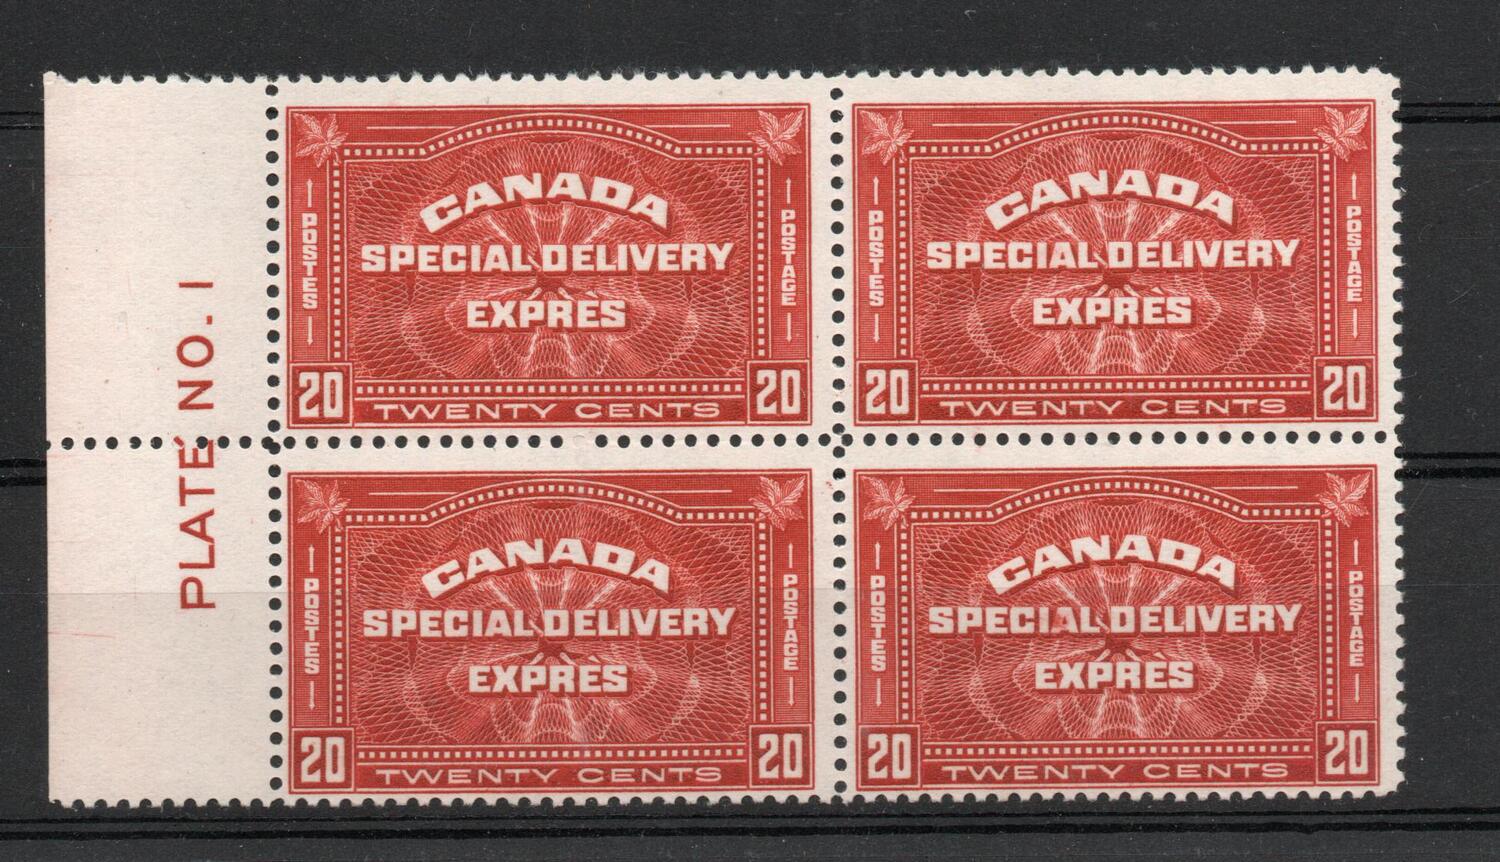 PLATE NO. 1
CANADA
SPECIAL DELIVERY
EXPRÈS
POSTES
POSTAGE
20
TWENTY CENTS
20
CANADA
SPECIAL DELIVERY
EXPRÈS
POSTES
POSTAGE
20
TWENTY CENTS
20
CANADA
SPECIAL DELIVERY
EXPRÈS
POSTES
POSTAGE
20
TWENTY CENTS
20
CANADA
SPECIAL DELIVERY
EXPRÈS
POSTES
POSTAGE
20
TWENTY CENTS
20